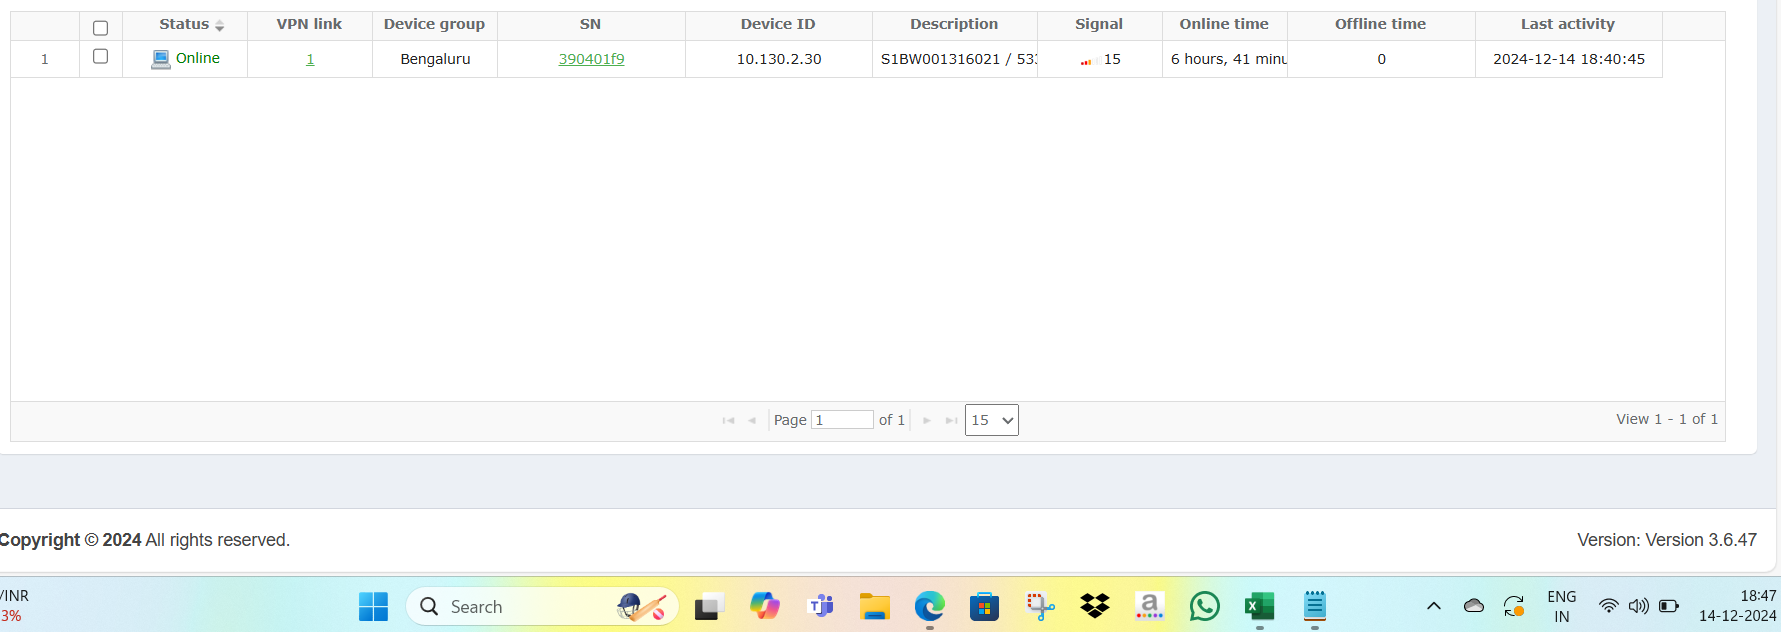 Status VPN link Device group SN Device ID Description Signal Online time Offline time Last activity
1 Online 1 Bengaluru 390401f9 10.130.2.30 S1BW001316021 / 533 15 6 hours, 41 minu 0 2024-12-14 18:40:45
Page 1 of 1 15 View 1 - 1 of 1
Copyright © 2024 All rights reserved. Version: Version 3.6.47
/INR
3%
Search
ENG
IN
18:47
14-12-2024